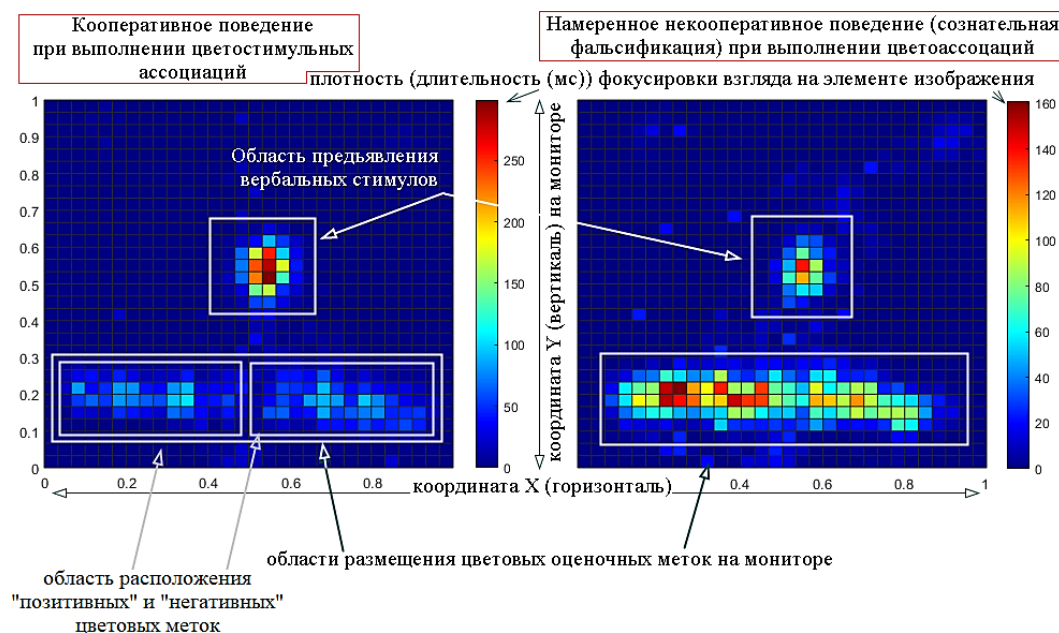 Кооперативное поведение
при выполнении цветостимульных
ассоциаций
Намеренное некооперативное поведение (сознательная
фальсификация) при выполнении цветоассоцаций
плотность (длительность (мс)) фокусировки взгляда на элементе изображения
Область предъявления
вербальных стимулов
координата Y (вертикаль) на мониторе
1
0.9
0.8
0.7
0.6
0.5
0.4
0.3
0.2
0.1
0
0
0.2
0.4
0.6
0.8
250
200
150
100
50
0
160
140
120
100
80
60
40
20
0
0.4
0.6
0.8
1
координата X (горизонталь)
области размещения цветовых оценочных меток на мониторе
область расположения
"позитивных" и "негативных"
цветовых меток